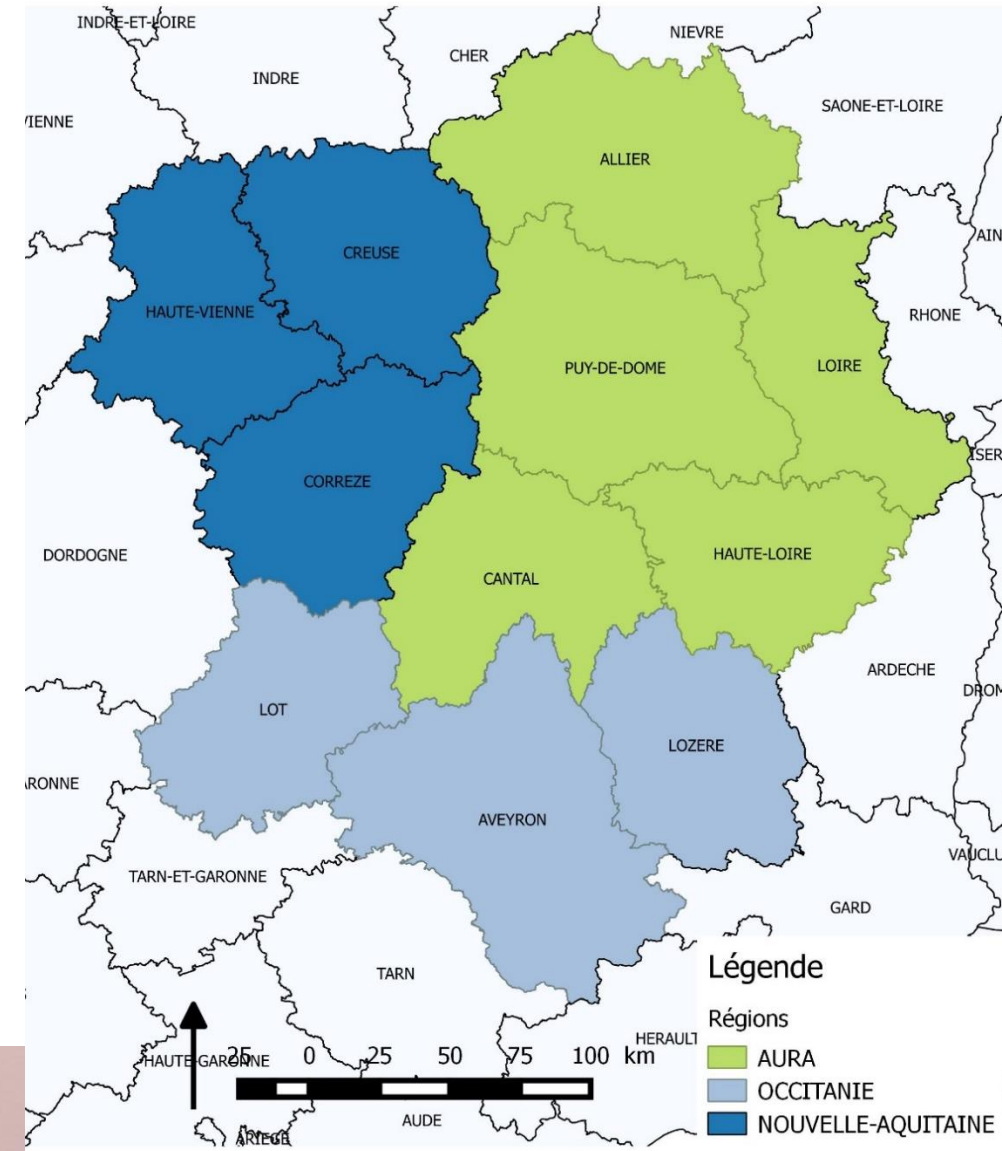 INDRE-ET-LOIRE
NIEVRE
CHER
INDRE
SAONE-ET-LOIRE
VIENNE
ALLIER
AIN
CREUSE
HAUTE-VIENNE
RHONE
PUY-DE-DOME
LOIRE
ISER
CORREZE
DORDOGNE
HAUTE-LOIRE
CANTAL
ARDECHE
DROM
LOT
LOZERE
ARONNE
AVEYRON
VAUCLU
TARN-ET-GARONNE
GARD
TARN
Légende
Régions
HERAULT
HAUTE-GARONNE
25 0 25 50 75 100 km
AURA
OCCITANIE
AUDE
NOUVELLE-AQUITAINE
ARIEGE